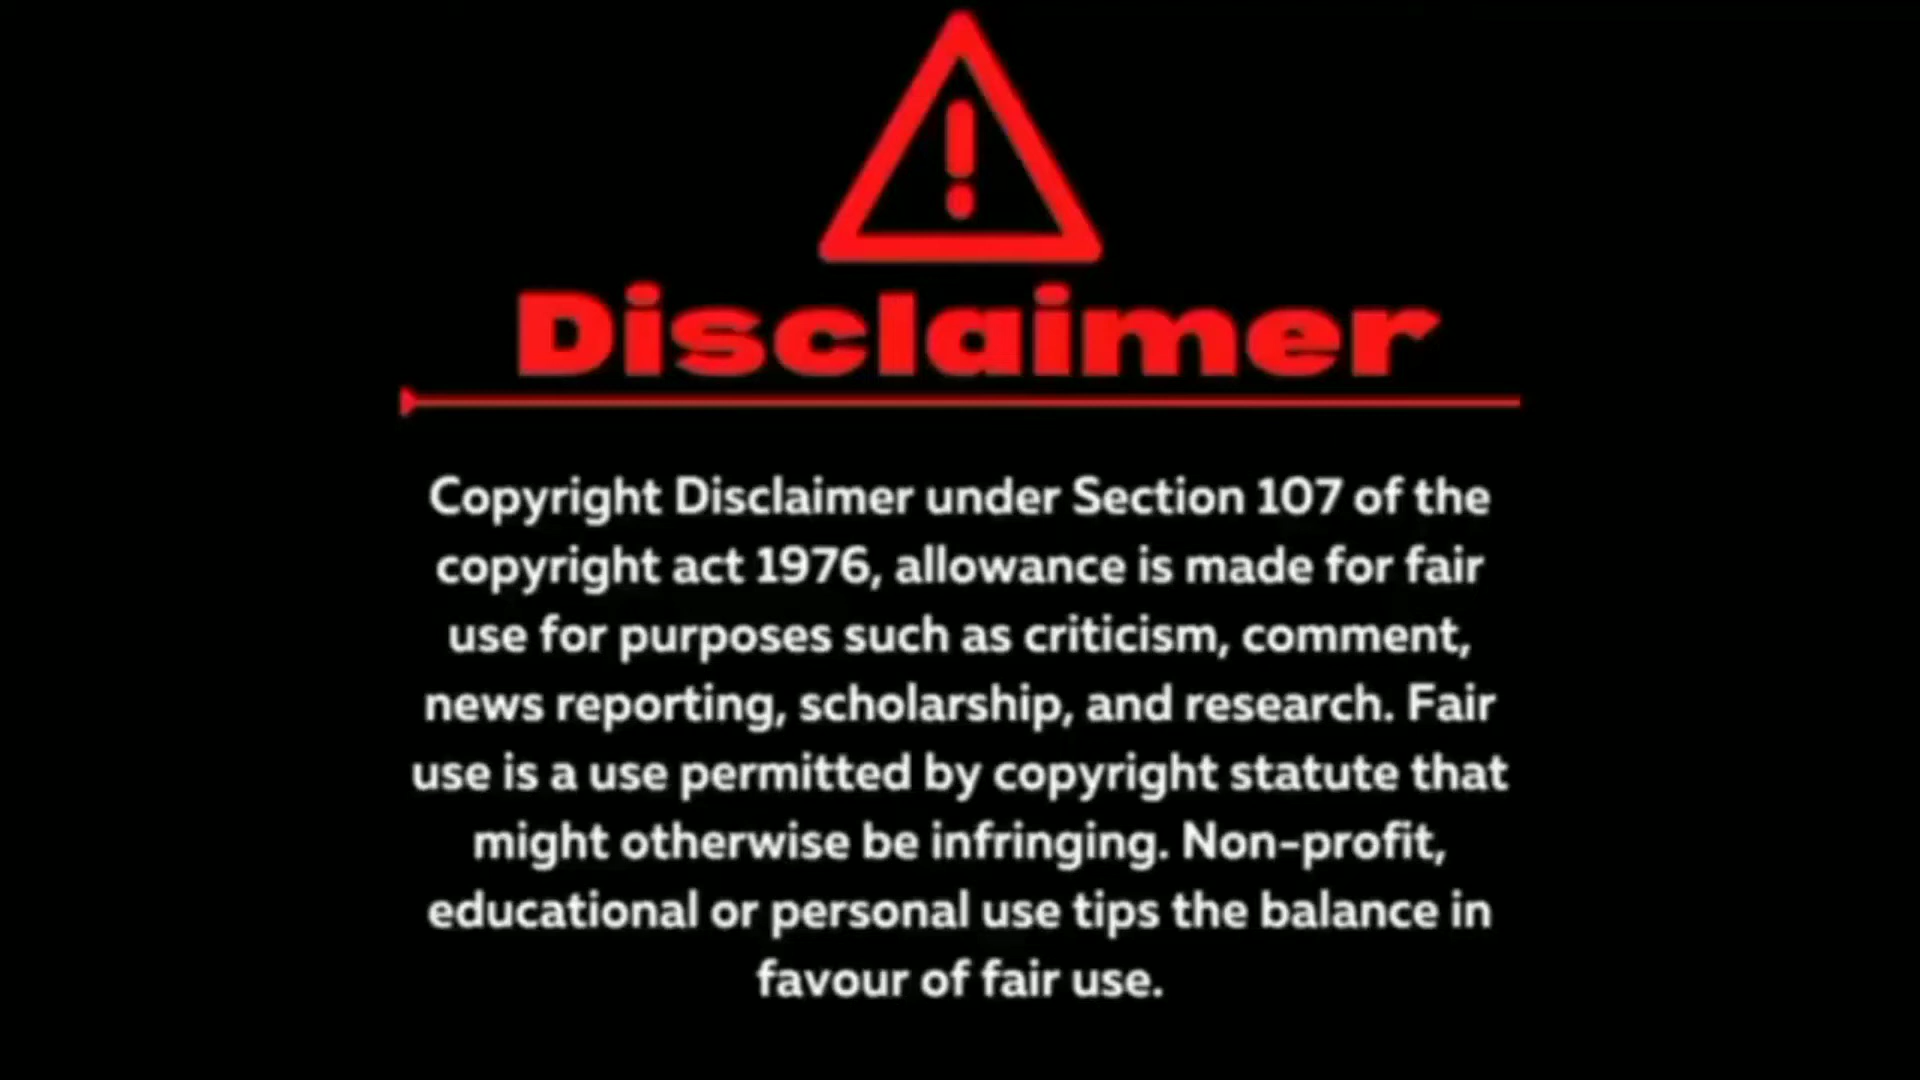 Disclaimer
Copyright Disclaimer under Section 107 of the
copyright act 1976, allowance is made for fair
use for purposes such as criticism, comment,
news reporting, scholarship, and research. Fair
use is a use permitted by copyright statute that
might otherwise be infringing. Non-profit,
educational or personal use tips the balance in
favour of fair use.